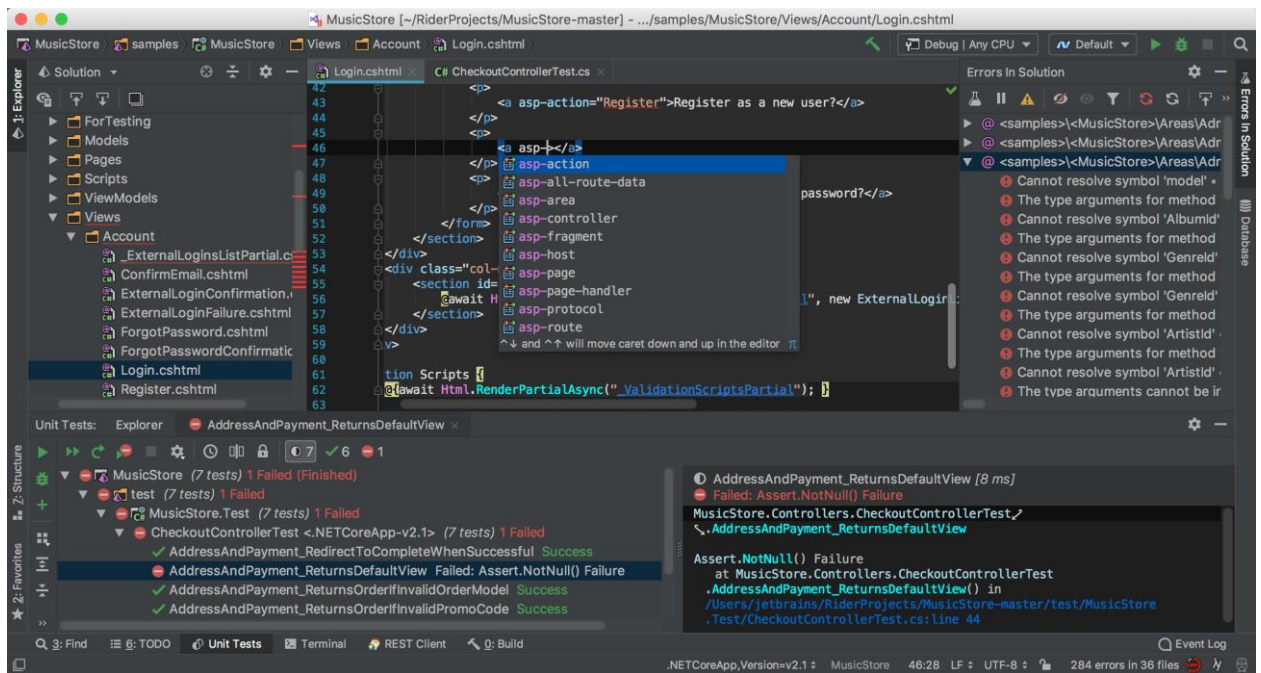 MusicStore [~/RiderProjects/MusicStore-master] - .../samples/MusicStore/Views/Account/Login.cshtml
MusicStore samples MusicStore Views Account Login.cshtml Debug | Any CPU Default
1: Explorer
Solution
ForTesting
Models
Pages
Scripts
ViewModels
Views
Account
_ExternalLoginsListPartial.cs
ConfirmEmail.cshtml
ExternalLoginConfirmation.
ExternalLoginFailure.cshtml
ForgotPassword.cshtml
ForgotPasswordConfirmatic
Login.cshtml
Register.cshtml
Login.cshtml C# CheckoutControllerTest.cs
42 <p>
43 <a asp-action="Register">Register as a new user?</a>
44 </p>
45 <p>
46 <a asp-></a>
47 </p>
48 <p>
49 password?</a>
50 </p>
51 </form>
52 </section>
53 </div>
54 <div class="col-
55 <section id=
56 @await H l", new ExternalLogin
57 </section>
58 </div>
59 v>
60
61 tion Scripts {
62 @{await Html.RenderPartialAsync("_ValidationScriptsPartial"); }
63
asp-action
asp-all-route-data
asp-area
asp-controller
asp-fragment
asp-host
asp-page
asp-page-handler
asp-protocol
asp-route
^↓ and ^↑ will move caret down and up in the editor π
Errors In Solution
@ <samples>\<MusicStore>\Areas\Adr
@ <samples>\<MusicStore>\Areas\Adr
@ <samples>\<MusicStore>\Areas\Adr
Cannot resolve symbol 'model'
The type arguments for method
Cannot resolve symbol 'AlbumId'
The type arguments for method
Cannot resolve symbol 'GenreId'
The type arguments for method
Cannot resolve symbol 'GenreId'
The type arguments for method
Cannot resolve symbol 'ArtistId'
The type arguments for method
Cannot resolve symbol 'ArtistId'
The type arguments cannot be ir
Errors In Solution
Database
Unit Tests: Explorer AddressAndPayment_ReturnsDefaultView
7 6 1
MusicStore (7 tests) 1 Failed (Finished)
test (7 tests) 1 Failed
MusicStore.Test (7 tests) 1 Failed
CheckoutControllerTest <.NETCoreApp-v2.1> (7 tests) 1 Failed
AddressAndPayment_RedirectToCompleteWhenSuccessful Success
AddressAndPayment_ReturnsDefaultView Failed: Assert.NotNull() Failure
AddressAndPayment_ReturnsOrderIfInvalidOrderModel Success
AddressAndPayment_ReturnsOrderIfInvalidPromoCode Success
AddressAndPayment_ReturnsDefaultView [8 ms]
Failed: Assert.NotNull() Failure
MusicStore.Controllers.CheckoutControllerTest
.AddressAndPayment_ReturnsDefaultView
Assert.NotNull() Failure
at MusicStore.Controllers.CheckoutControllerTest
.AddressAndPayment_ReturnsDefaultView() in
/Users/jetbrains/RiderProjects/MusicStore-master/test/MusicStore
.Test/CheckoutControllerTest.cs:line 44
Z: Structure
2: Favorites
Q 3: Find 6: TODO Unit Tests Terminal REST Client 0: Build Event Log
.NETCoreApp,Version=v2.1 MusicStore 46:28 LF UTF-8 284 errors in 36 files